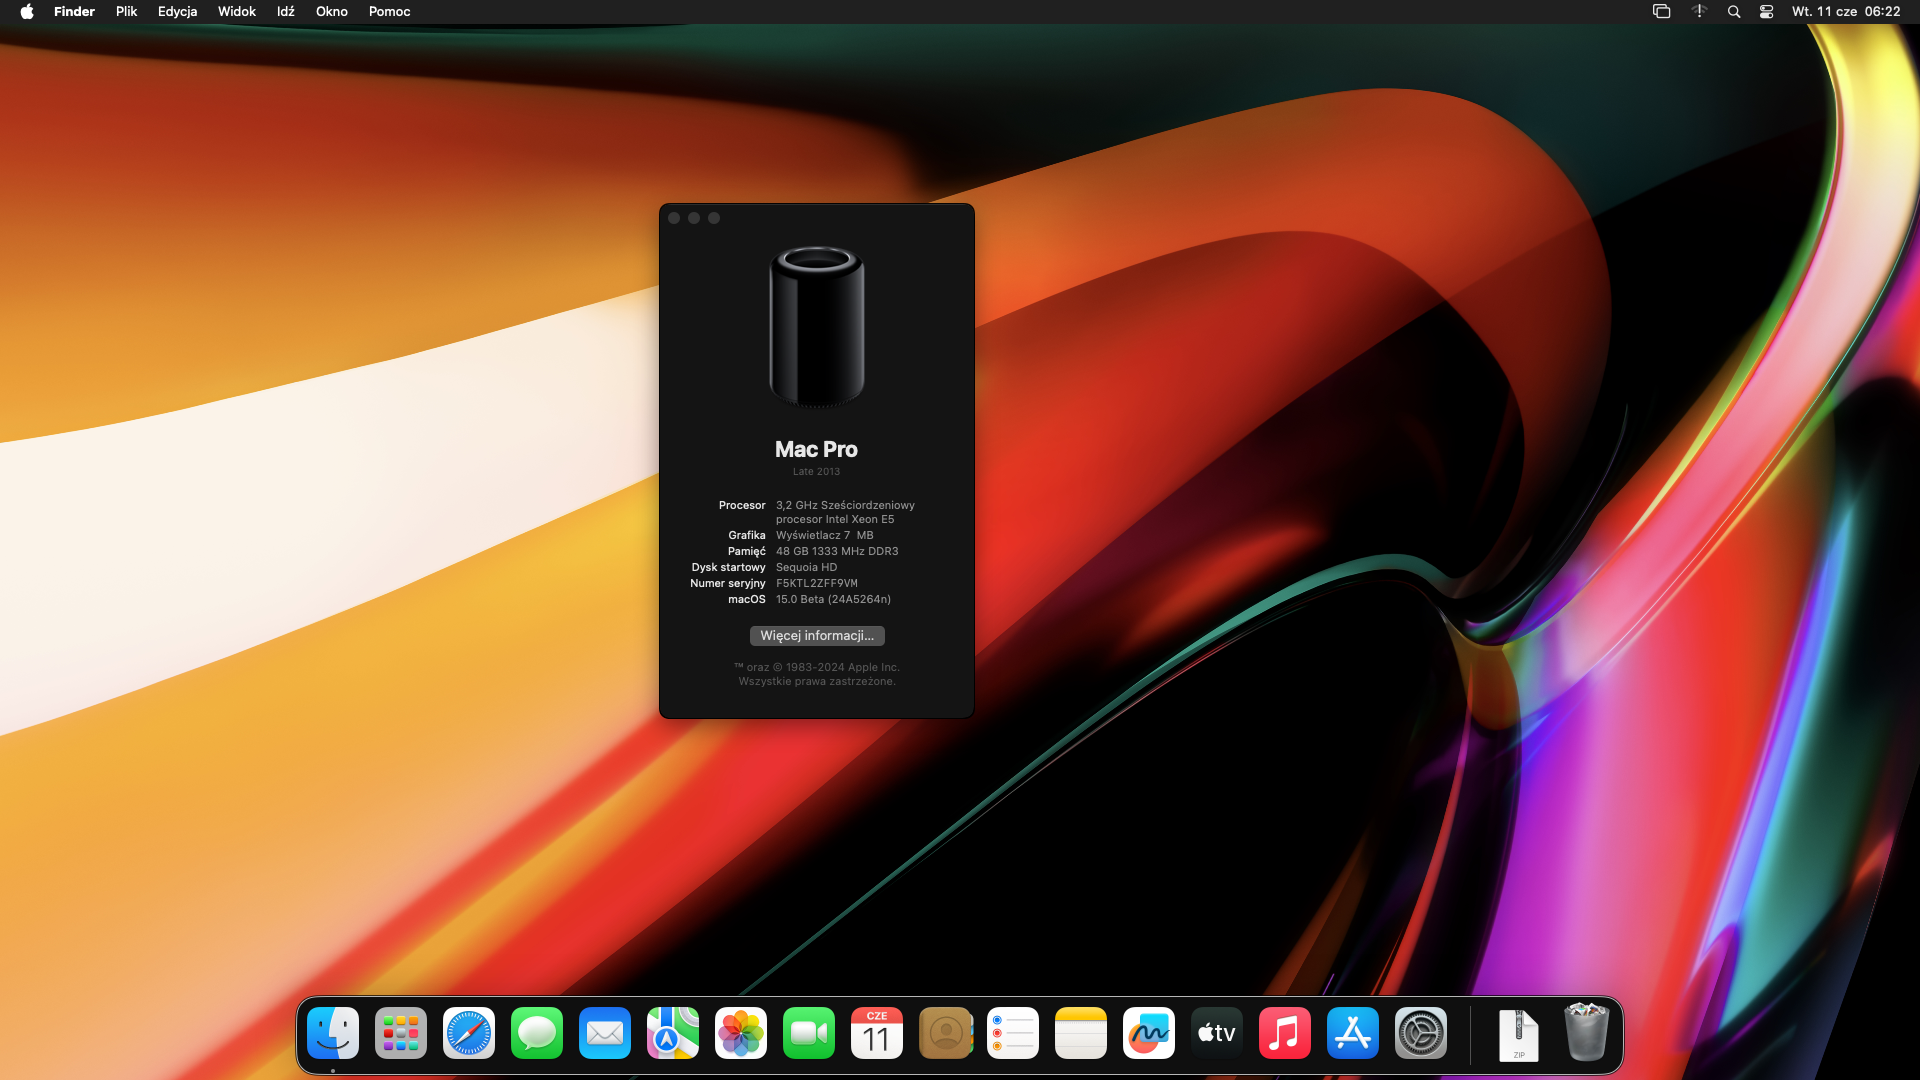 Finder Plik Edycja Widok Idź Okno Pomoc Wt. 11 cze 06:22
Mac Pro
Late 2013
Procesor 3,2 GHz Sześciordzeniowy
procesor Intel Xeon E5
Grafika Wyświetlacz 7 MB
Pamięć 48 GB 1333 MHz DDR3
Dysk startowy Sequoia HD
Numer seryjny F5KTL2ZFF9VM
macOS 15.0 Beta (24A5264n)
Więcej informacji...
™ oraz © 1983-2024 Apple Inc.
Wszystkie prawa zastrzeżone.
CZE
11
tv
ZIP